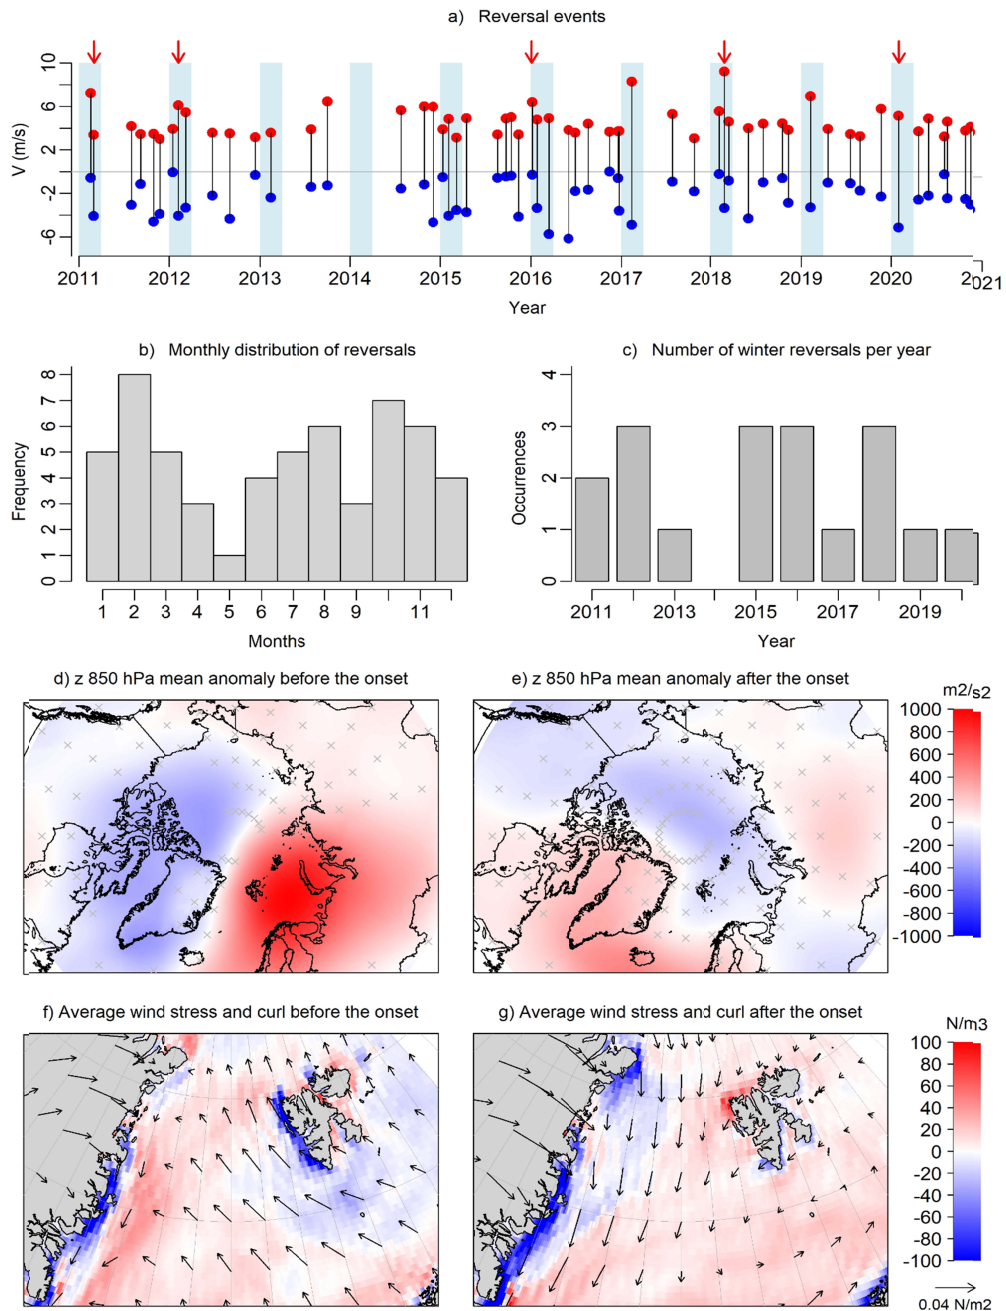 a) Reversal events
V (m/s)
10
6
2
-2
-6
2011 2012 2013 2014 2015 2016 2017 2018 2019 2020 2021
Year
b) Monthly distribution of reversals
Frequency
8
7
6
5
4
3
2
1
0
1 2 3 4 5 6 7 8 9 11
Months
c) Number of winter reversals per year
Occurrences
4
3
2
1
0
2011 2013 2015 2017 2019
Year
d) z 850 hPa mean anomaly before the onset
e) z 850 hPa mean anomaly after the onset
m2/s2
1000
800
600
400
200
0
-200
-400
-600
-800
-1000
f) Average wind stress and curl before the onset
g) Average wind stress and curl after the onset
N/m3
100
80
60
40
20
0
-20
-40
-60
-80
-100
0.04 N/m2